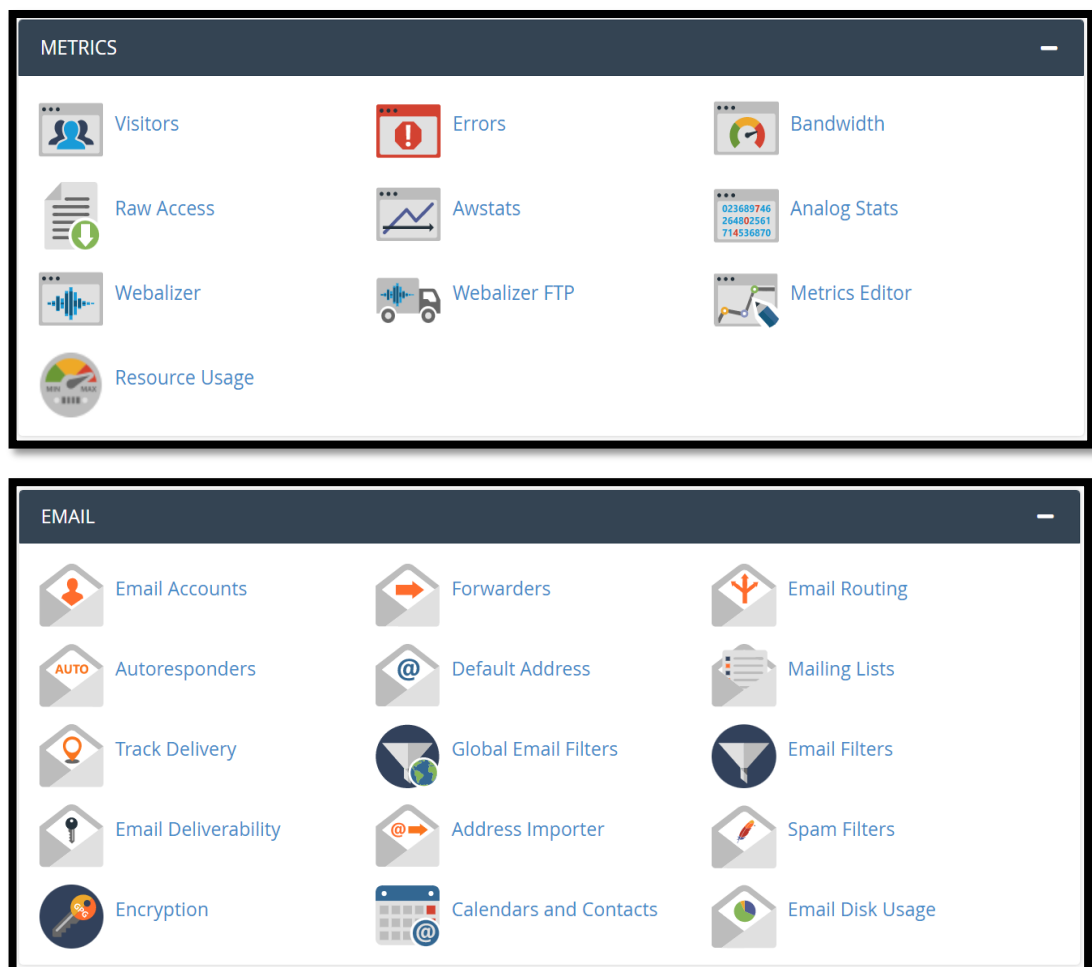 METRICS
Visitors
Errors
Bandwidth
Raw Access
Awstats
023689746
264802561
714536870
Analog Stats
Webalizer
Webalizer FTP
Metrics Editor
MIN MAX
Resource Usage
EMAIL
Email Accounts
Forwarders
Email Routing
AUTO
Autoresponders
@
Default Address
Mailing Lists
Track Delivery
Global Email Filters
Email Filters
Email Deliverability
@
Address Importer
Spam Filters
GPG
Encryption
@
Calendars and Contacts
Email Disk Usage